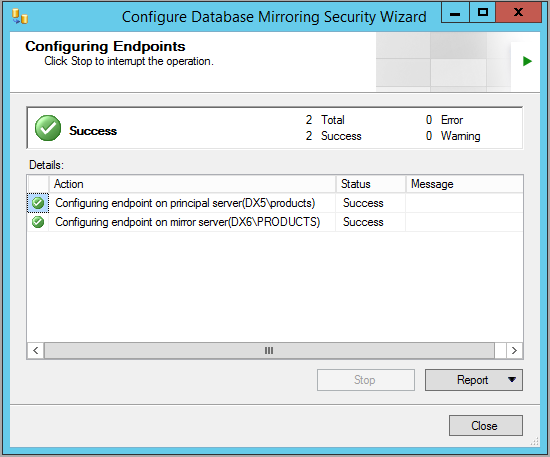 Configure Database Mirroring Security Wizard
Configuring Endpoints
Click Stop to interrupt the operation.
Success
2 Total 0 Error
2 Success 0 Warning
Details:
Action Status Message
Configuring endpoint on principal server(DX5\products) Success
Configuring endpoint on mirror server(DX6\PRODUCTS) Success
Stop Report
Close